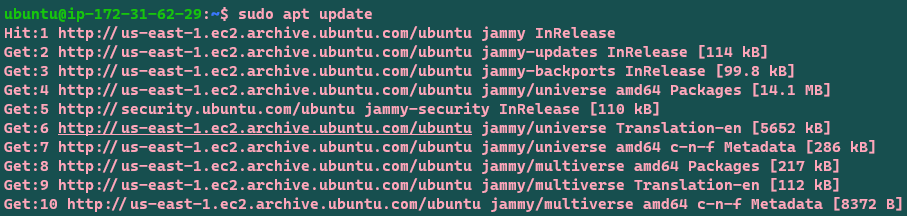 ubuntu@ip-172-31-62-29:~$ sudo apt update
Hit:1 http://us-east-1.ec2.archive.ubuntu.com/ubuntu jammy InRelease
Get:2 http://us-east-1.ec2.archive.ubuntu.com/ubuntu jammy-updates InRelease [114 kB]
Get:3 http://us-east-1.ec2.archive.ubuntu.com/ubuntu jammy-backports InRelease [99.8 kB]
Get:4 http://us-east-1.ec2.archive.ubuntu.com/ubuntu jammy/universe amd64 Packages [14.1 MB]
Get:5 http://security.ubuntu.com/ubuntu jammy-security InRelease [110 kB]
Get:6 http://us-east-1.ec2.archive.ubuntu.com/ubuntu jammy/universe Translation-en [5652 kB]
Get:7 http://us-east-1.ec2.archive.ubuntu.com/ubuntu jammy/universe amd64 c-n-f Metadata [286 kB]
Get:8 http://us-east-1.ec2.archive.ubuntu.com/ubuntu jammy/multiverse amd64 Packages [217 kB]
Get:9 http://us-east-1.ec2.archive.ubuntu.com/ubuntu jammy/multiverse Translation-en [112 kB]
Get:10 http://us-east-1.ec2.archive.ubuntu.com/ubuntu jammy/multiverse amd64 c-n-f Metadata [8372 B]